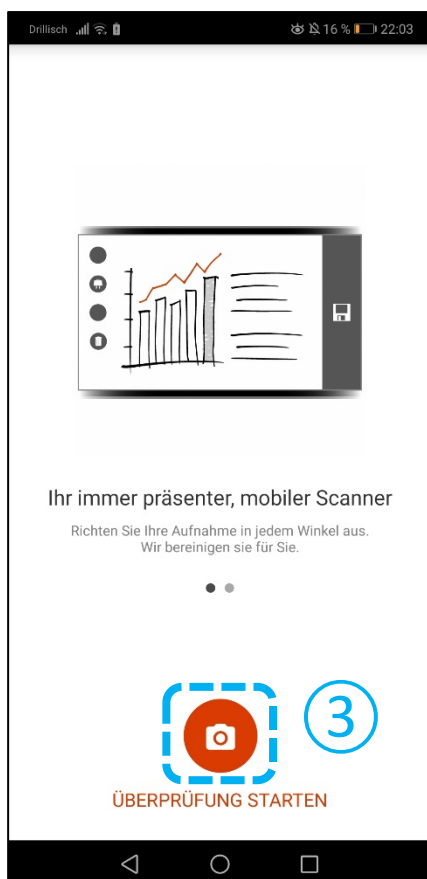 Drillisch 16 % 22:03
Ihr immer präsenter, mobiler Scanner
Richten Sie Ihre Aufnahme in jedem Winkel aus.
Wir bereinigen sie für Sie.
3
ÜBERPRÜFUNG STARTEN